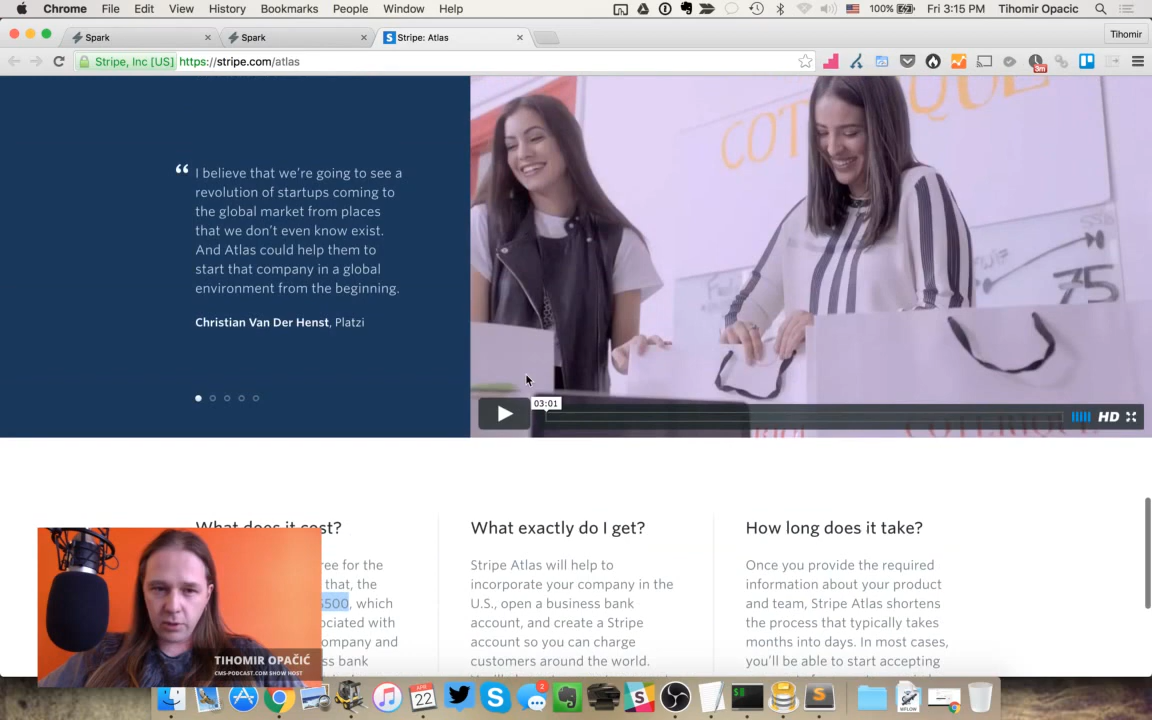 Chrome File Edit View History Bookmarks People Window Help 100% Fri 3:15 PM Tihomir Opacic
Spark Spark Stripe: Atlas Tihomir
Stripe, Inc [US] https://stripe.com/atlas
3m
COT QUE
75
“ I believe that we’re going to see a
revolution of startups coming to
the global market from places
that we don’t even know exist.
And Atlas could help them to
start that company in a global
environment from the beginning.
Christian Van Der Henst, Platzi
03:01
HD
What does it cost?
ree for the
that, the
$500, which
ociated with
ompany and
ss bank
What exactly do I get?
Stripe Atlas will help to
incorporate your company in the
U.S., open a business bank
account, and create a Stripe
account so you can charge
customers around the world.
How long does it take?
Once you provide the required
information about your product
and team, Stripe Atlas shortens
the process that typically takes
months into days. In most cases,
you’ll be able to start accepting
TIHOMIR OPAČIĆ
CMS-PODCAST.COM SHOW HOST
APR
22
2
WFLOW